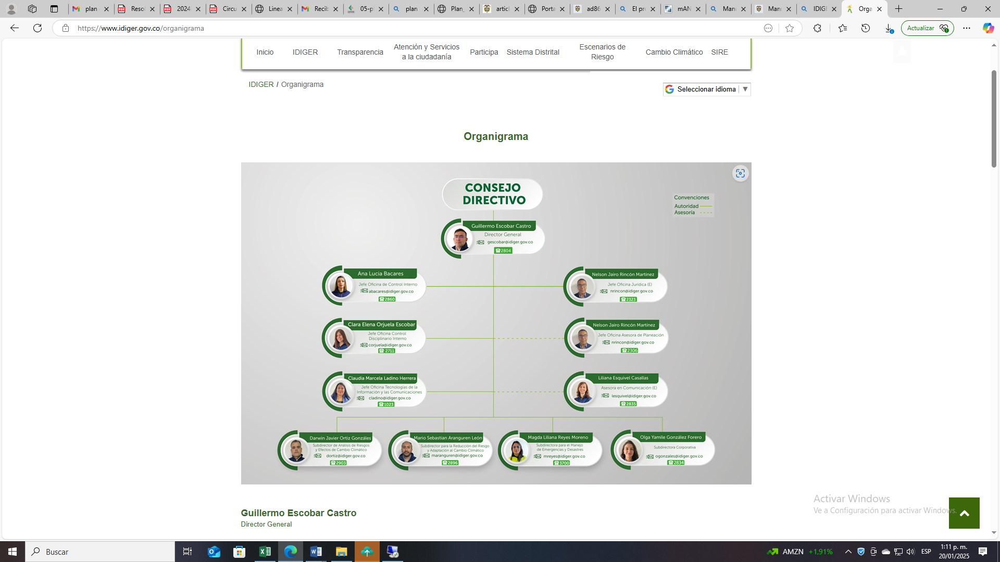 plan
Resol
2024
Circu
Linea
Recib
05-p
plan
Plan_
articl
Porta
ad86
El pr
mAN
Man
Man
IDIGE
Orga
https://www.idiger.gov.co/organigrama
Actualizar
Inicio
IDIGER
Transparencia
Atención y Servicios
a la ciudadanía
Participa
Sistema Distrital
Escenarios de
Riesgo
Cambio Climático
SIRE
IDIGER / Organigrama
Seleccionar idioma
Organigrama
CONSEJO
DIRECTIVO
Convenciones
Autoridad
Asesoría
Guillermo Escobar Castro
Director General
gescobar@idiger.gov.co
2804
Ana Lucia Bacares
Jefe Oficina de Control Interno
abacares@idiger.gov.co
2860
Nelson Jairo Rincón Martínez
Jefe Oficina Jurídica (E)
nrincon@idiger.gov.co
2323
Clara Elena Orjuela Escobar
Jefe Oficina Control
Disciplinario Interno
corjuela@idiger.gov.co
2711
Nelson Jairo Rincón Martínez
Jefe Oficina Asesora de Planeación
nrincon@idiger.gov.co
2306
Claudia Marcela Ladino Herrera
Jefe Oficina Tecnologías de la
Información y las Comunicaciones
cladino@idiger.gov.co
1023
Liliana Esquivel Casallas
Asesora en Comunicación (E)
lesquivel@idiger.gov.co
2835
Darwin Javier Ortiz Gonzáles
Subdirector de Análisis de Riesgos
y Efectos de Cambio Climático
dortiz@idiger.gov.co
2903
Mario Sebastian Aranguren León
Subdirector para la Reducción del Riesgo
y Adaptación al Cambio Climático
maranguren@idiger.gov.co
2896
Magda Liliana Reyes Moreno
Subdirectora para el Manejo
de Emergencias y Desastres
mreyes@idiger.gov.co
3700
Olga Yamile González Forero
Subdirectora Corporativa
ogonzales@idiger.gov.co
2834
Guillermo Escobar Castro
Director General
Activar Windows
Ve a Configuración para activar Windows.
Buscar
AMZN +1,91%
ESP
1:11 p. m.
20/01/2025